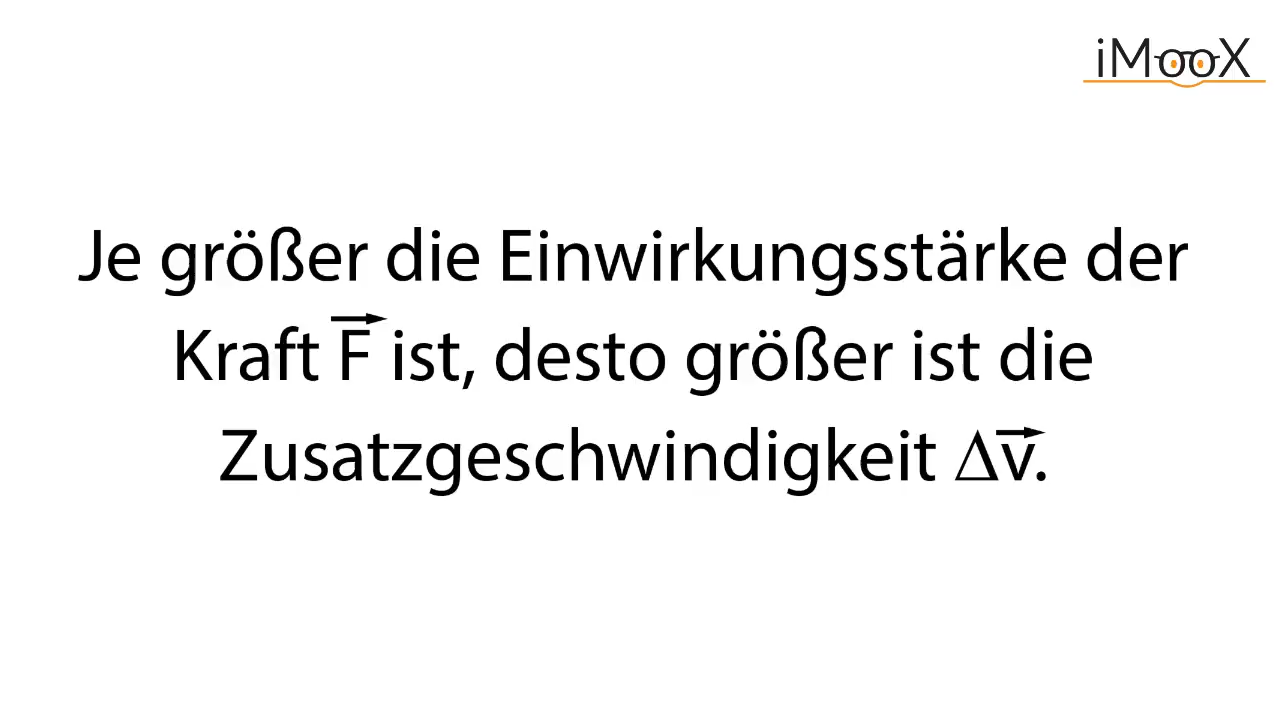 iMooX
Je größer die Einwirkungsstärke der
Kraft F⃗ ist, desto größer ist die
Zusatzgeschwindigkeit Δv⃗.